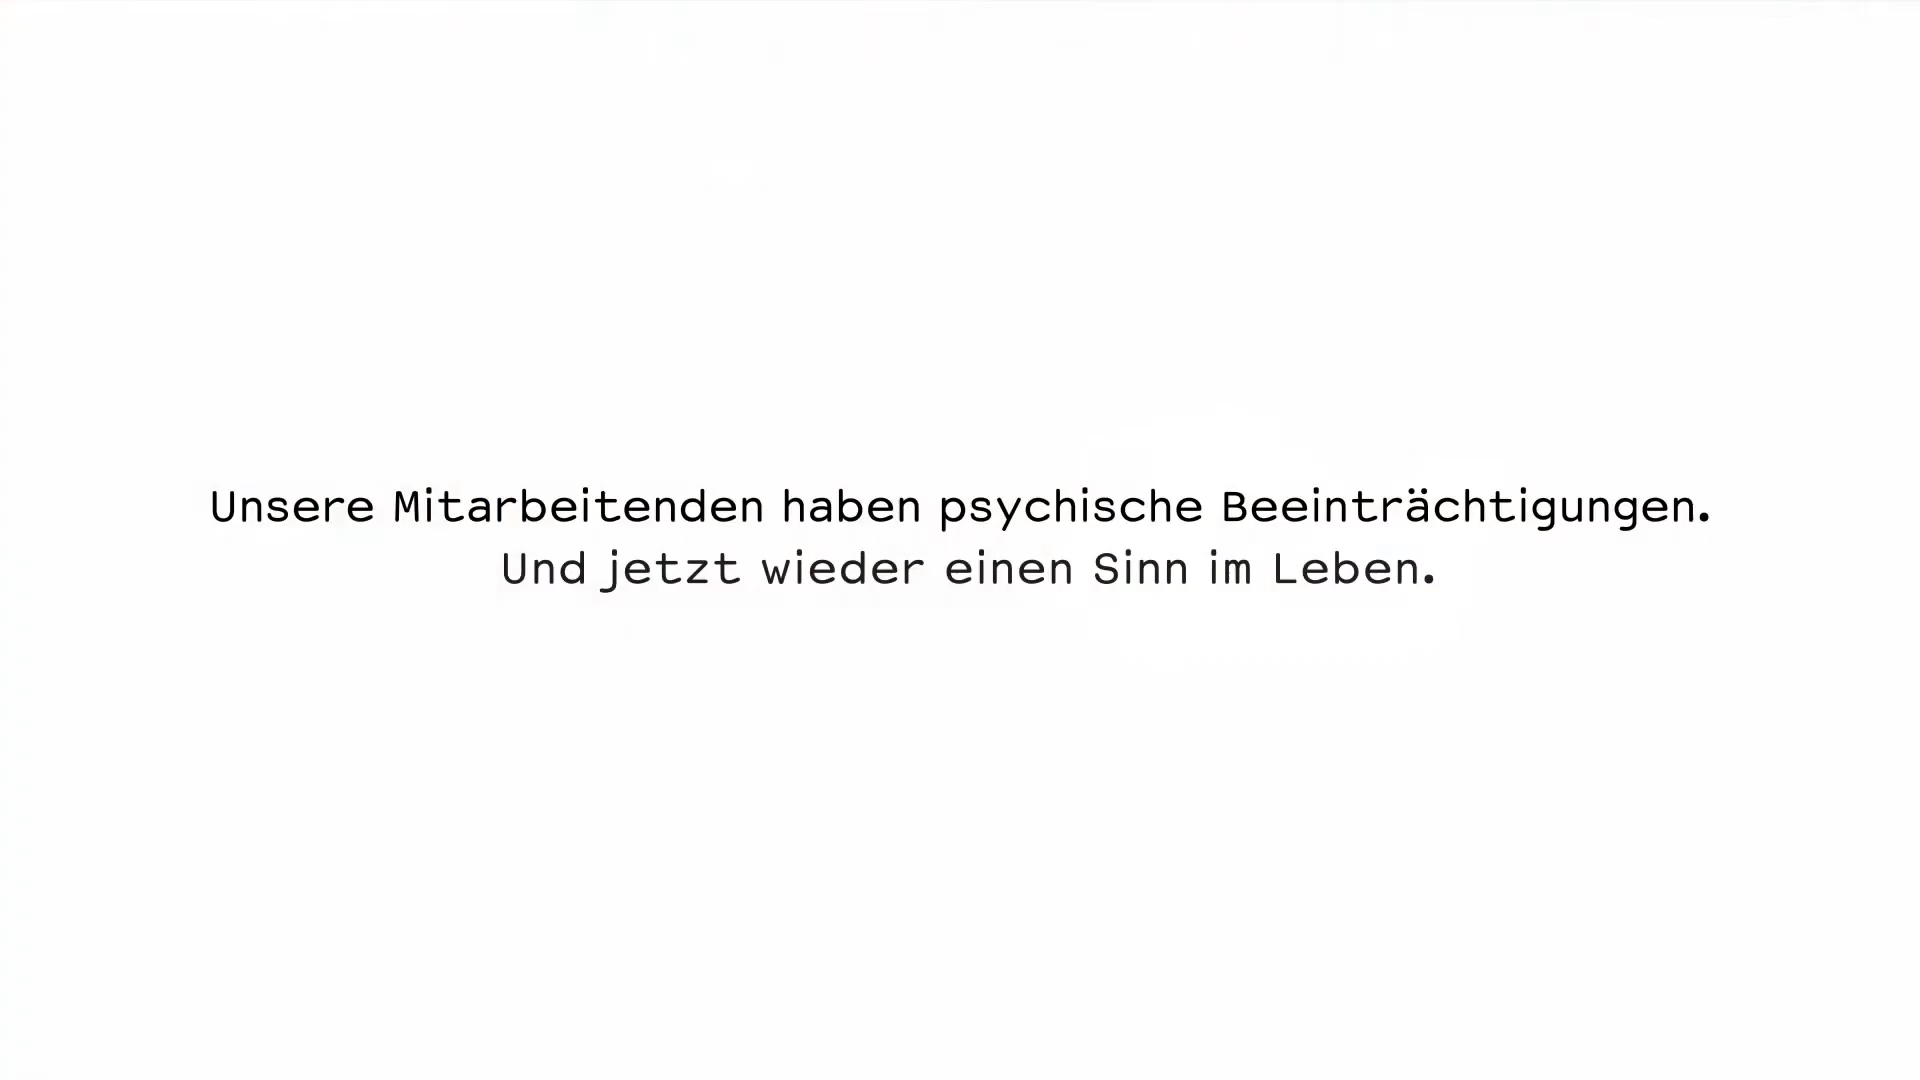 Unsere Mitarbeitenden haben psychische Beeinträchtigungen.
Und jetzt wieder einen Sinn im Leben.